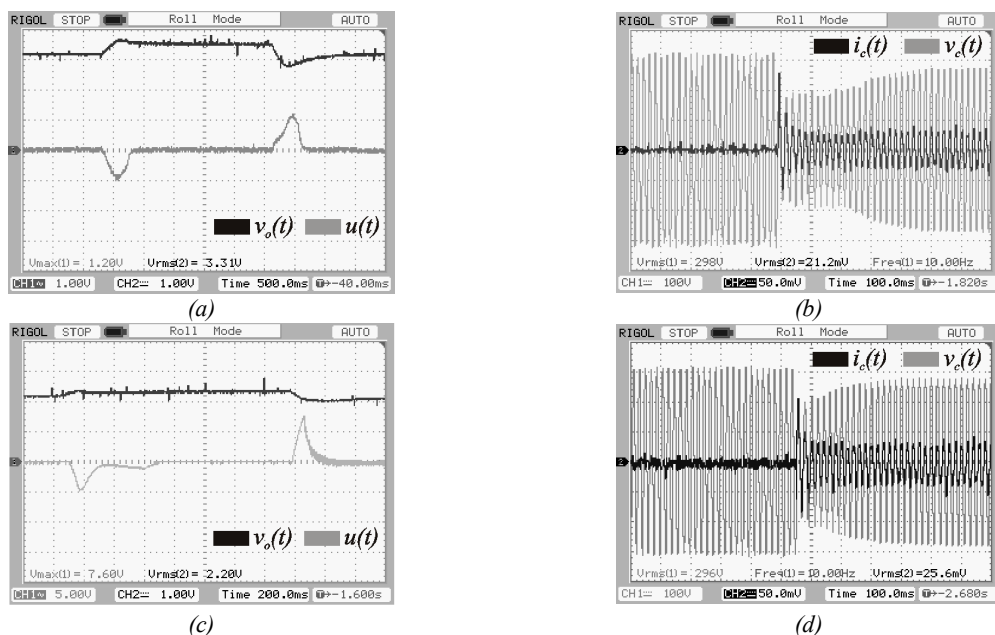 RIGOL STOP Roll Mode AUTO
vo(t) u(t)
Vmax(1) = 1.20V Vrms(2) = 3.31V
CH1 1.00V CH2 1.00V Time 500.0ms -40.00ms
(a)
RIGOL STOP Roll Mode AUTO
ic(t) vc(t)
2
Vrms(1) = 298V Vrms(2)=21.2mV Freq(1)=10.00Hz
CH1 100V CH2 50.0mV Time 100.0ms -1.820s
(b)
RIGOL STOP Roll Mode AUTO
vo(t) u(t)
Vmax(1) = 7.60V Vrms(2) = 2.20V
CH1 5.00V CH2 1.00V Time 200.0ms -1.600s
(c)
RIGOL STOP Roll Mode AUTO
ic(t) vc(t)
2
Vrms(1) = 296V Freq(1)=10.00Hz Vrms(2)=25.6mV
CH1 100V CH2 50.0mV Time 100.0ms -2.680s
(d)